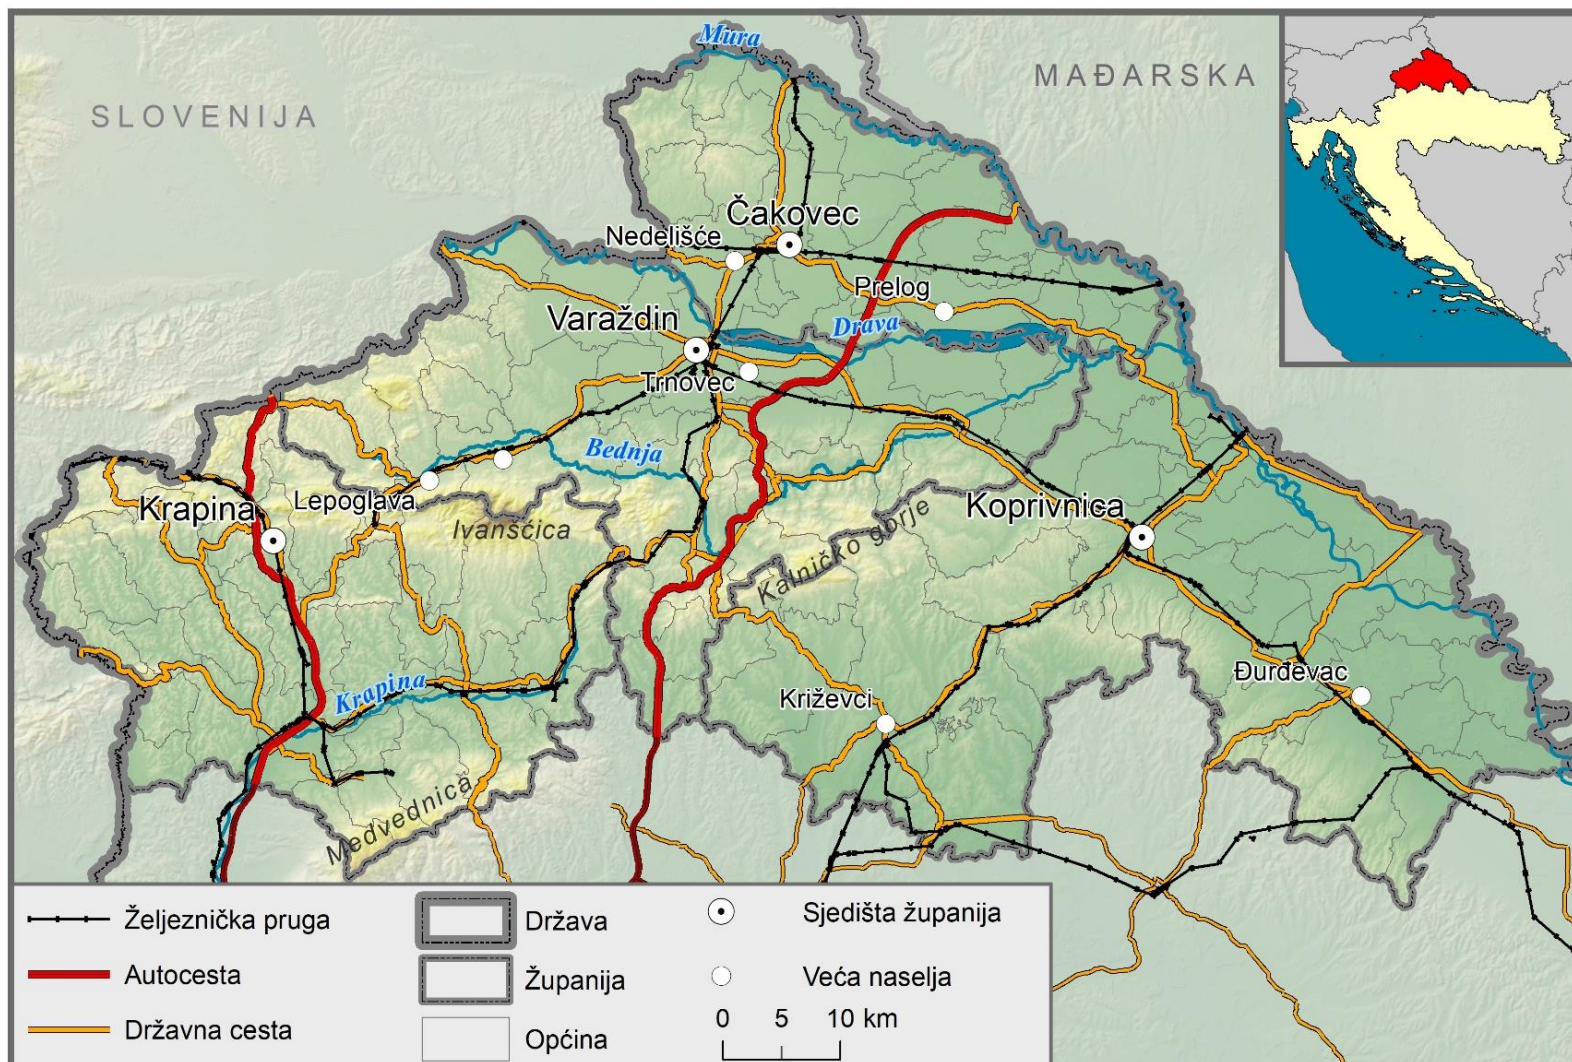 Mura
SLOVENIJA
MAĐARSKA
Čakovec
Nedelišće
Prelog
Varaždin
Drava
Trnovec
Bednja
Krapina
Lepoglava
Ivanšćica
Koprivnica
Kalničko gorje
Đurđevac
Krapina
Križevci
Medvednica
Željeznička pruga
Država
Sjedišta županija
Autocesta
Županija
Veća naselja
Državna cesta
Općina
0 5 10 km